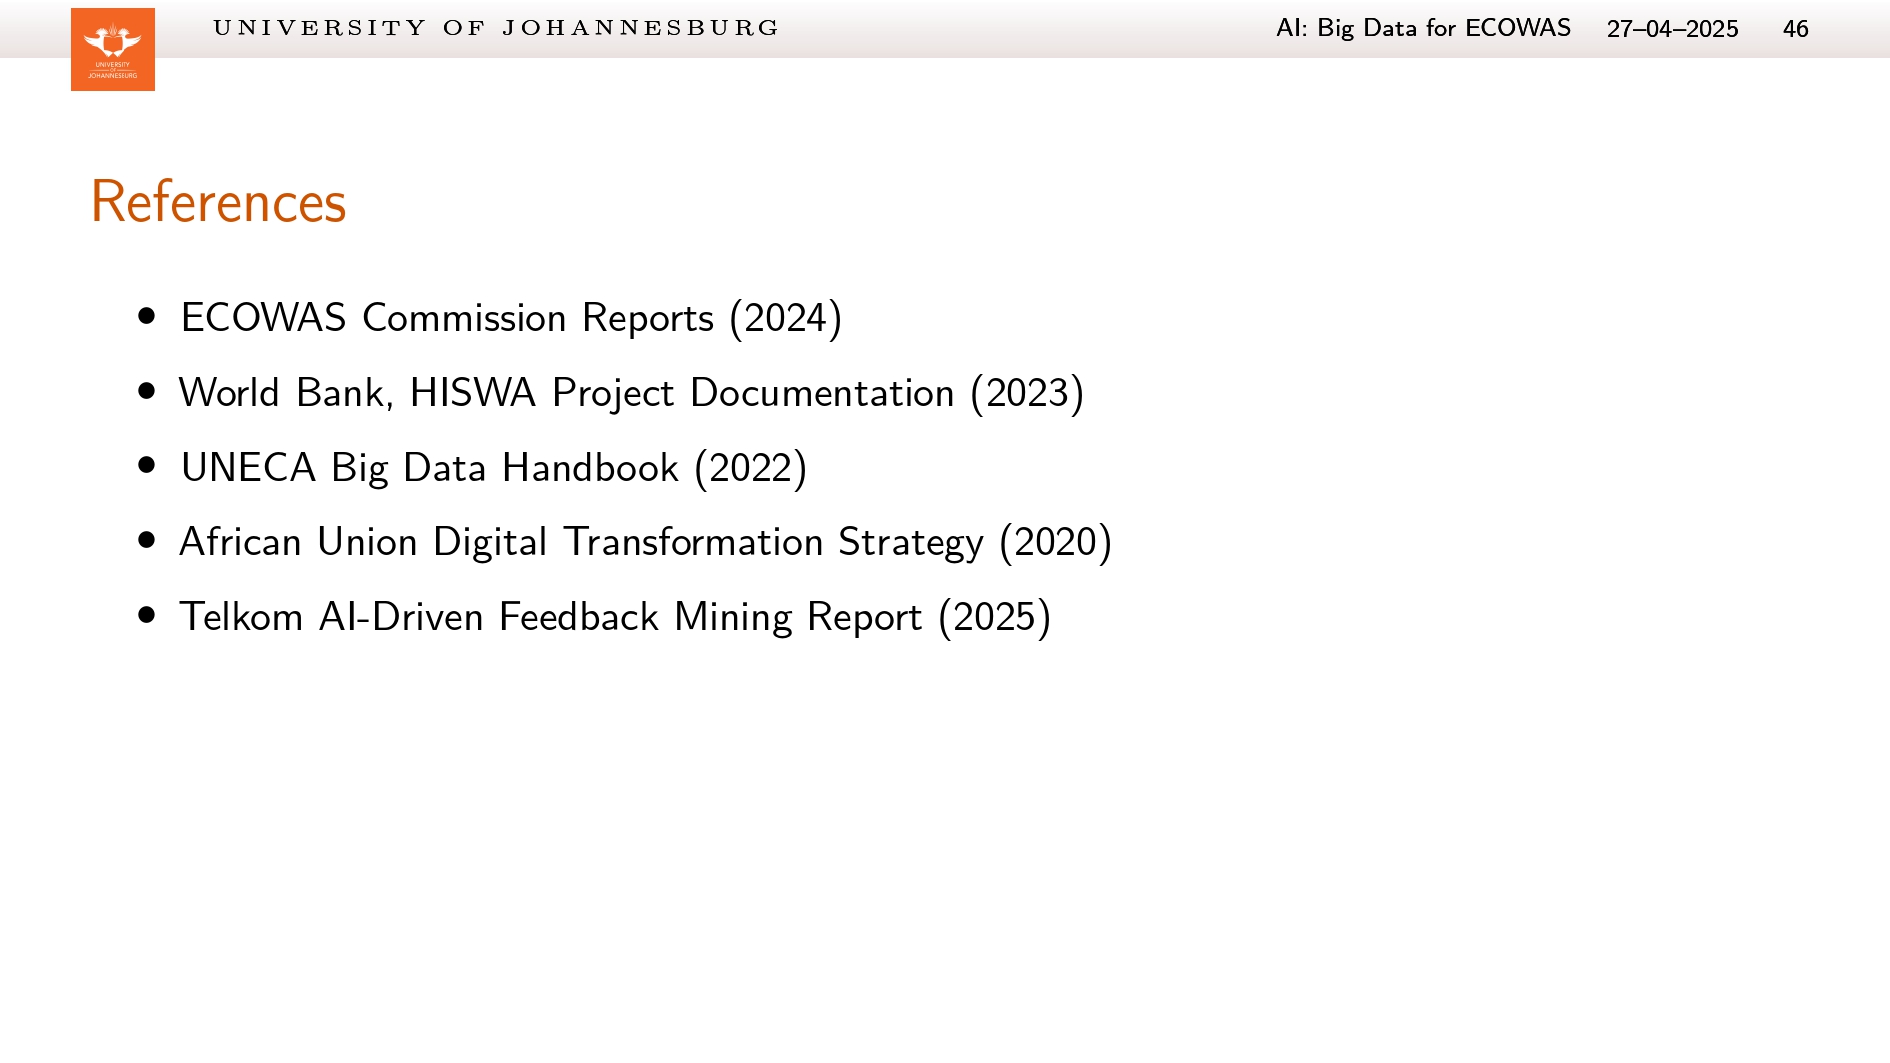 UNIVERSITY OF JOHANNESBURG
AI: Big Data for ECOWAS 27–04–2025 46
UNIVERSITY
OF
JOHANNESBURG
References
• ECOWAS Commission Reports (2024)
• World Bank, HISWA Project Documentation (2023)
• UNECA Big Data Handbook (2022)
• African Union Digital Transformation Strategy (2020)
• Telkom AI-Driven Feedback Mining Report (2025)